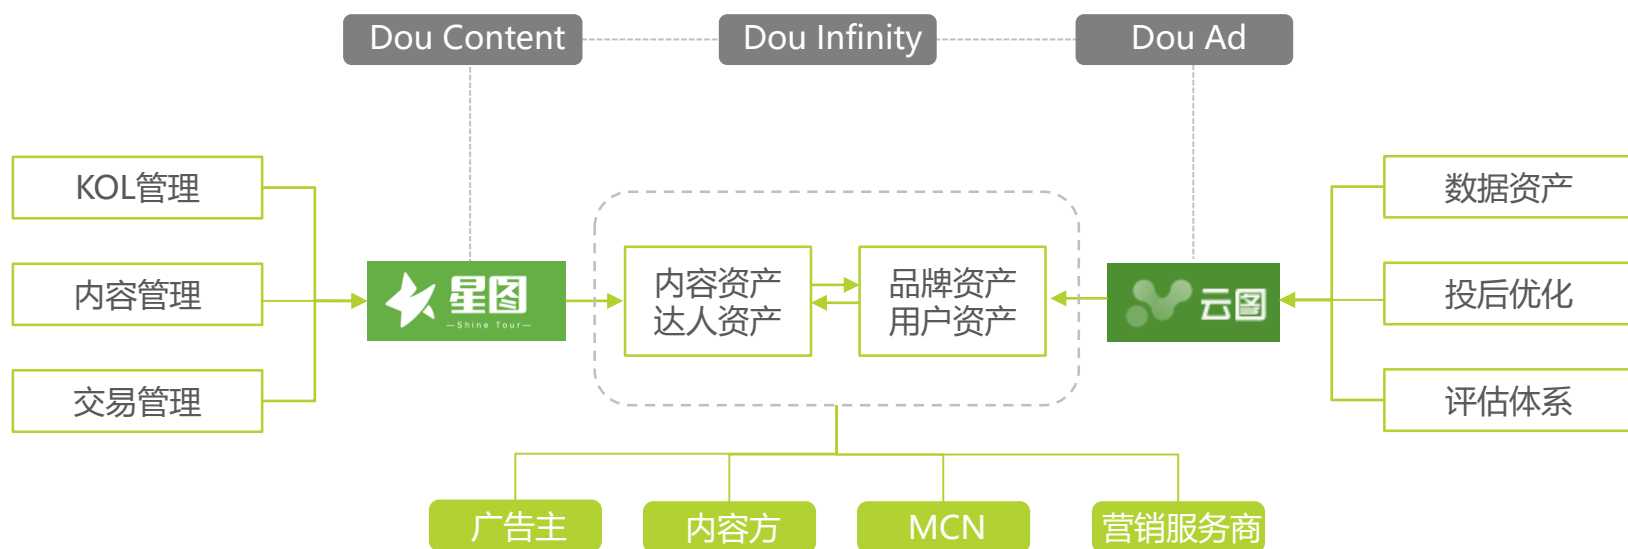 Dou Content
Dou Infinity
Dou Ad
KOL管理
内容管理
交易管理
星图
—Shine Tour—
内容资产
达人资产
品牌资产
用户资产
云图
数据资产
投后优化
评估体系
广告主
内容方
MCN
营销服务商